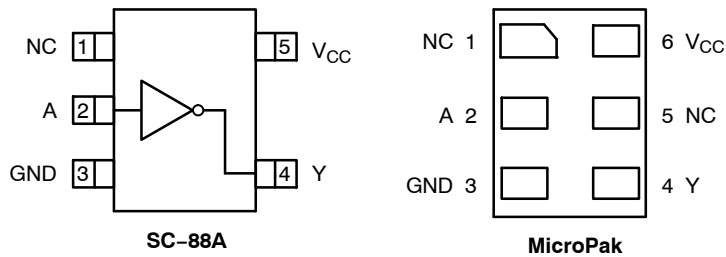 NC 1 5 VCC
A 2
GND 3 4 Y
SC−88A
NC 1 6 VCC
A 2 5 NC
GND 3 4 Y
MicroPak